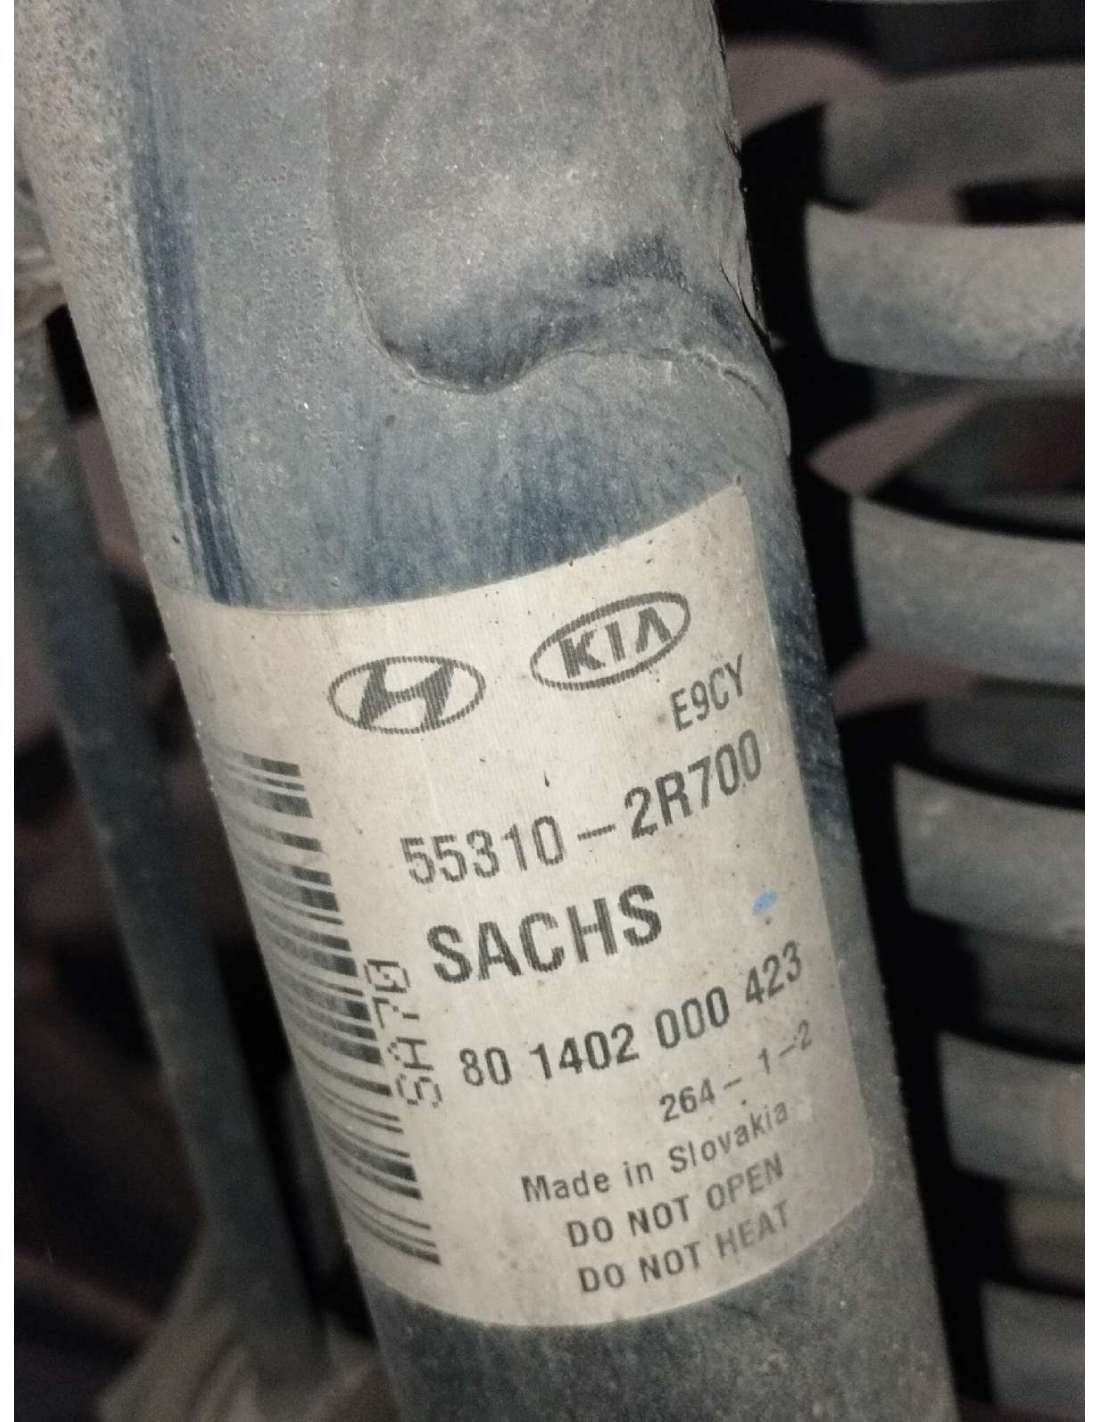 KIA
E9CY
55310-2R700
SACHS
SA70
80 1402 000 423
264-1-2
Made in Slovakia
DO NOT OPEN
DO NOT HEAT